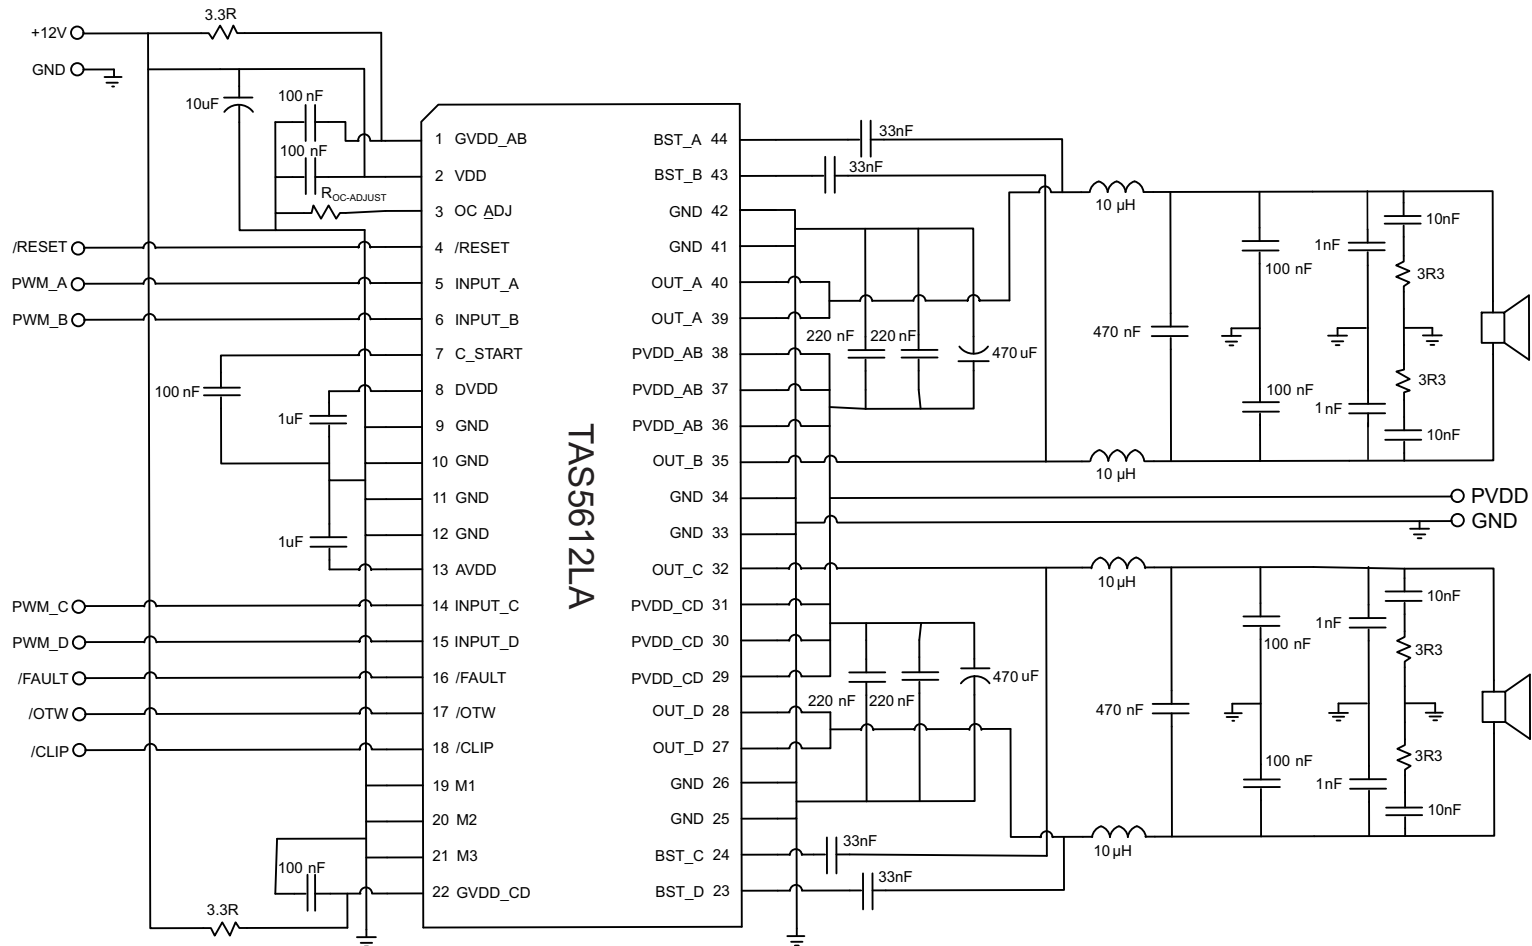 3.3R
+12V
GND
10uF
100 nF
100 nF
R OC-ADJUST
/RESET
PWM_A
PWM_B
100 nF
1uF
1uF
PWM_C
PWM_D
/FAULT
/OTW
/CLIP
100 nF
3.3R
1 GVDD_AB
2 VDD
3 OC_ADJ
4 /RESET
5 INPUT_A
6 INPUT_B
7 C_START
8 DVDD
9 GND
10 GND
11 GND
12 GND
13 AVDD
14 INPUT_C
15 INPUT_D
16 /FAULT
17 /OTW
18 /CLIP
19 M1
20 M2
21 M3
22 GVDD_CD
TAS5612LA
BST_A 44
BST_B 43
GND 42
GND 41
OUT_A 40
OUT_A 39
PVDD_AB 38
PVDD_AB 37
PVDD_AB 36
OUT_B 35
GND 34
GND 33
OUT_C 32
PVDD_CD 31
PVDD_CD 30
PVDD_CD 29
OUT_D 28
OUT_D 27
GND 26
GND 25
BST_C 24
BST_D 23
33nF
33nF
220 nF
220 nF
470 uF
10 µH
10 µH
470 nF
100 nF
100 nF
1nF
1nF
10nF
3R3
3R3
10nF
PVDD
GND
10 µH
10nF
100 nF
1nF
3R3
220 nF
220 nF
470 uF
470 nF
100 nF
1nF
3R3
10nF
33nF
10 µH
33nF